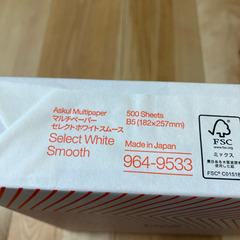 Askul Multipaper
マルチペーパー
セレクトホワイトスムース
Select White
Smooth
500 Sheets
B5 (182×257mm)
Made in Japan
964-9533
FSC
www.fsc.org
ミックス
FSC® C01518